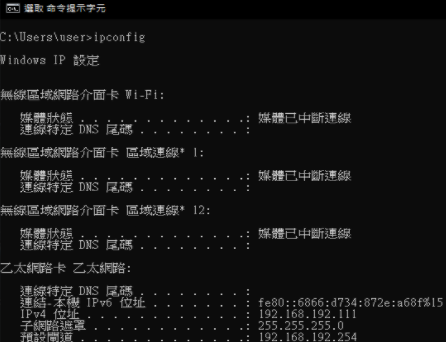 選取 命令提示字元
C:\Users\user>ipconfig
Windows IP 設定
無線區域網路介面卡 Wi-Fi:
媒體狀態 . . . . . . . . . . . . .: 媒體已中斷連線
連線特定 DNS 尾碼 . . . . . . . . :
無線區域網路介面卡 區域連線* 1:
媒體狀態 . . . . . . . . . . . . .: 媒體已中斷連線
連線特定 DNS 尾碼 . . . . . . . . :
無線區域網路介面卡 區域連線* 12:
媒體狀態 . . . . . . . . . . . . .: 媒體已中斷連線
連線特定 DNS 尾碼 . . . . . . . . :
乙太網路卡 乙太網路:
連線特定 DNS 尾碼 . . . . . . . . :
連結-本機 IPv6 位址 . . . . . . . : fe80::6866:d734:872e:a68f%15
IPv4 位址 . . . . . . . . . . . . : 192.168.192.111
子網路遮罩 . . . . . . . . . . . .: 255.255.255.0
預設閘道 . . . . . . . . . . . . .: 192.168.192.254